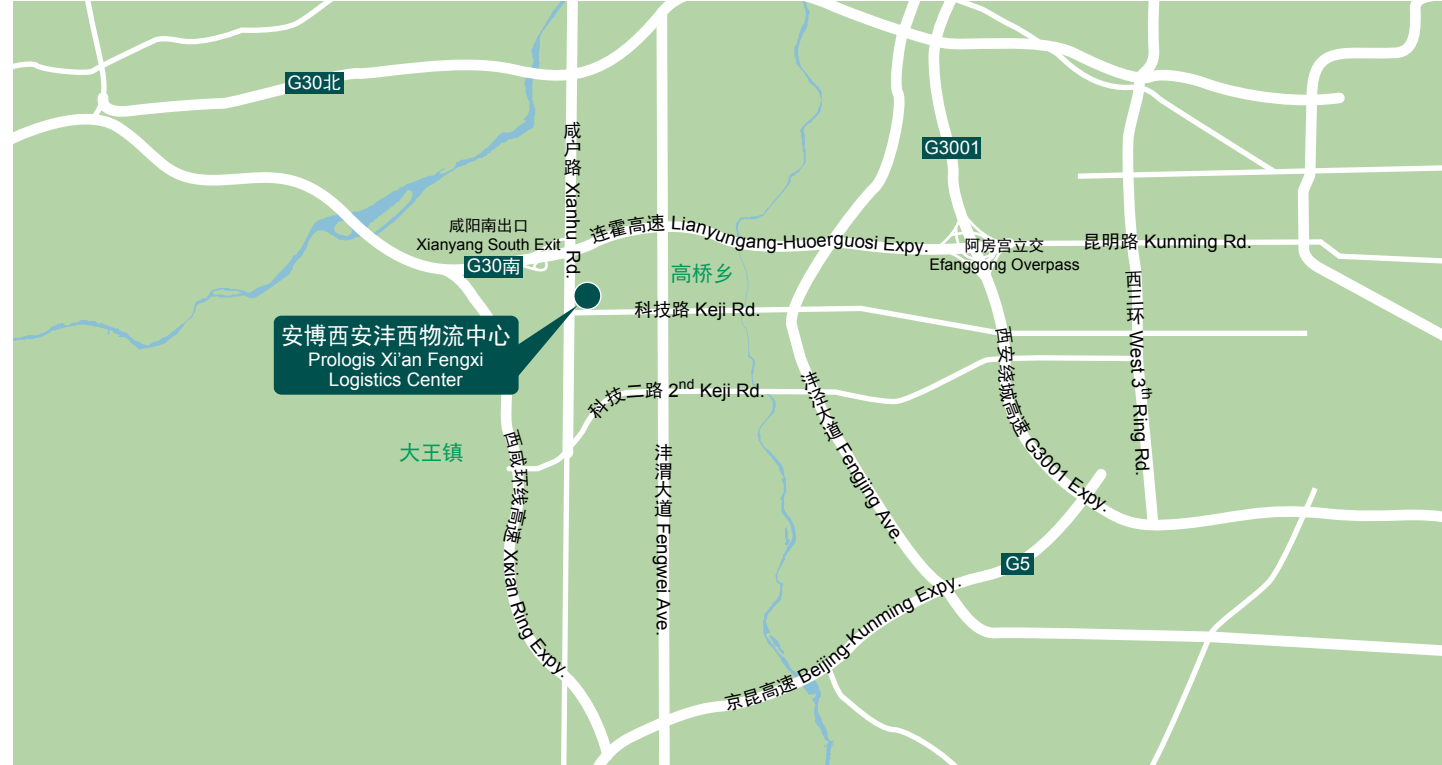 G30北
咸户路 Xianhu Rd.
G3001
咸阳南出口
Xianyang South Exit
G30南
连霍高速 Lianyungang-Huoerguosi Expy.
阿房宫立交
Efanggong Overpass
昆明路 Kunming Rd.
高桥乡
科技路 Keji Rd.
安博西安沣西物流中心
Prologis Xi’an Fengxi
Logistics Center
西三环 West 3th Ring Rd.
西安绕城高速 G3001 Expy.
科技二路 2nd Keji Rd.
沣泾大道 Fengjing Ave.
大王镇
西咸环线高速 Xixian Ring Expy.
沣渭大道 Fengwei Ave.
G5
京昆高速 Beijing-Kunming Expy.